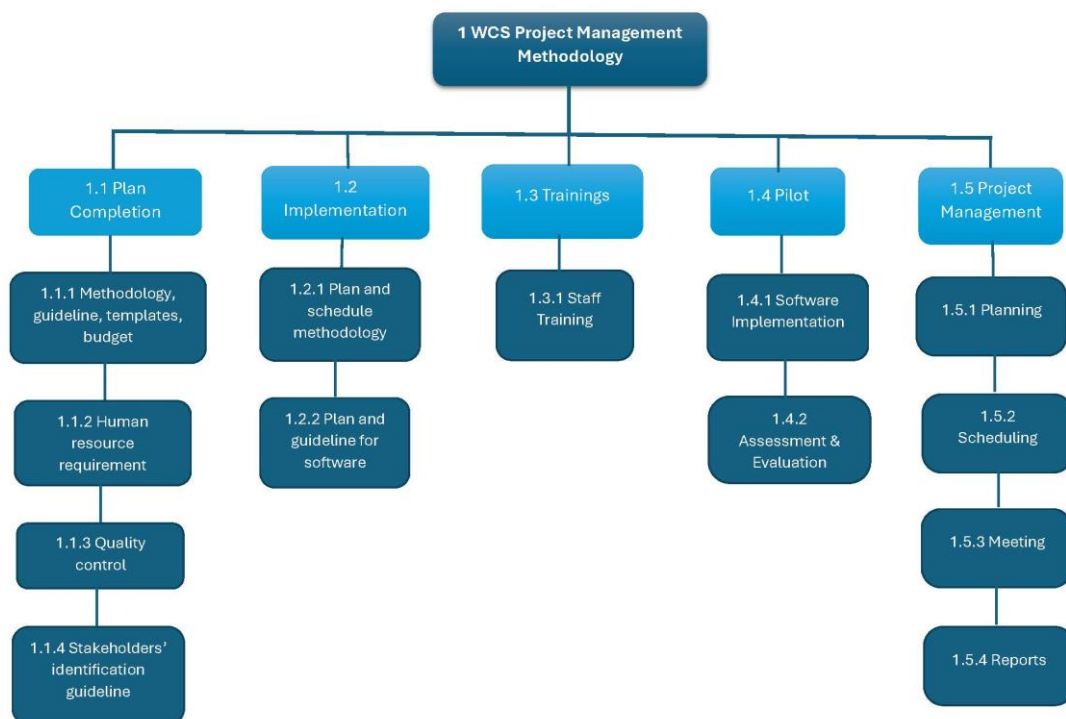 1 WCS Project Management
Methodology
1.1 Plan
Completion
1.2
Implementation
1.3 Trainings
1.4 Pilot
1.5 Project
Management
1.1.1 Methodology,
guideline, templates,
budget
1.1.2 Human
resource
requirement
1.1.3 Quality
control
1.1.4 Stakeholders’
identification
guideline
1.2.1 Plan and
schedule
methodology
1.2.2 Plan and
guideline for
software
1.3.1 Staff
Training
1.4.1 Software
Implementation
1.4.2
Assessment &
Evaluation
1.5.1 Planning
1.5.2
Scheduling
1.5.3 Meeting
1.5.4 Reports